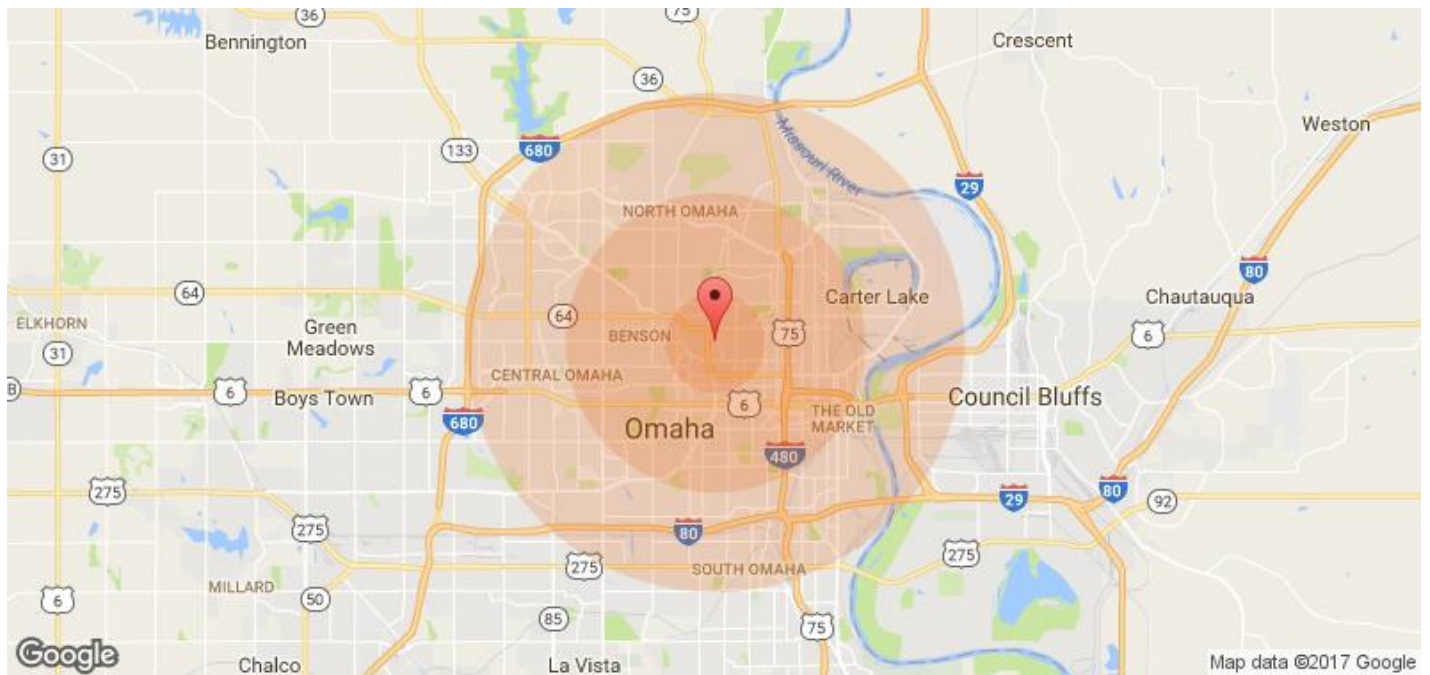 36
75
Bennington
Crescent
36
Weston
31
133
680
Missouri River
29
NORTH OMAHA
80
64
Carter Lake
Chautauqua
ELKHORN
64
Green
Meadows
BENSON
75
6
31
CENTRAL OMAHA
B
6
Boys Town
6
6
THE OLD
MARKET
Council Bluffs
680
Omaha
480
275
29
80
92
275
80
275
275
SOUTH OMAHA
MILLARD
6
50
85
75
Google
Chalco
La Vista
Map data ©2017 Google